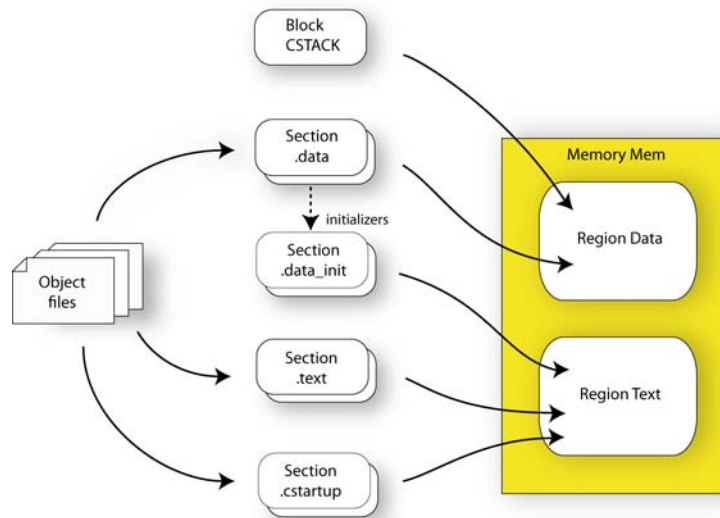 Block
CSTACK
Section
.data
Memory Mem
initializers
Region Data
Section
.data_init
Object
files
Section
.text
Region Text
Section
.cstartup